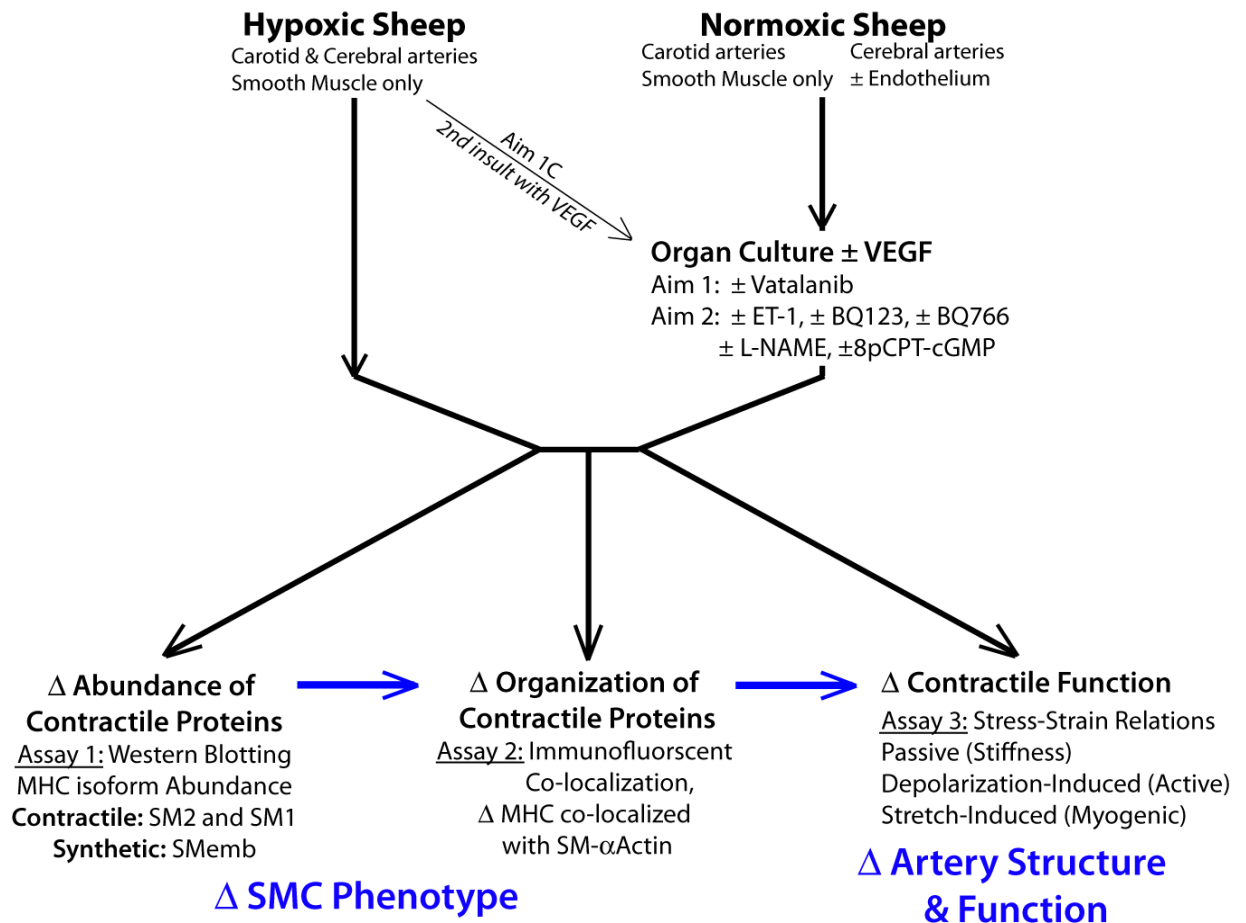 Hypoxic Sheep
Carotid & Cerebral arteries
Smooth Muscle only
Normoxic Sheep
Carotid arteries
Smooth Muscle only
Cerebral arteries
± Endothelium
Aim 1C
2nd insult with VEGF
Organ Culture ± VEGF
Aim 1: ± Vatalanib
Aim 2: ± ET-1, ± BQ123, ± BQ766
± L-NAME, ±8pCPT-cGMP
Δ Abundance of
Contractile Proteins
Assay 1: Western Blotting
MHC isoform Abundance
Contractile: SM2 and SM1
Synthetic: SMemb
Δ Organization of
Contractile Proteins
Assay 2: Immunofluorscent
Co-localization,
Δ MHC co-localized
with SM-αActin
Δ Contractile Function
Assay 3: Stress-Strain Relations
Passive (Stiffness)
Depolarization-Induced (Active)
Stretch-Induced (Myogenic)
Δ SMC Phenotype
Δ Artery Structure
& Function